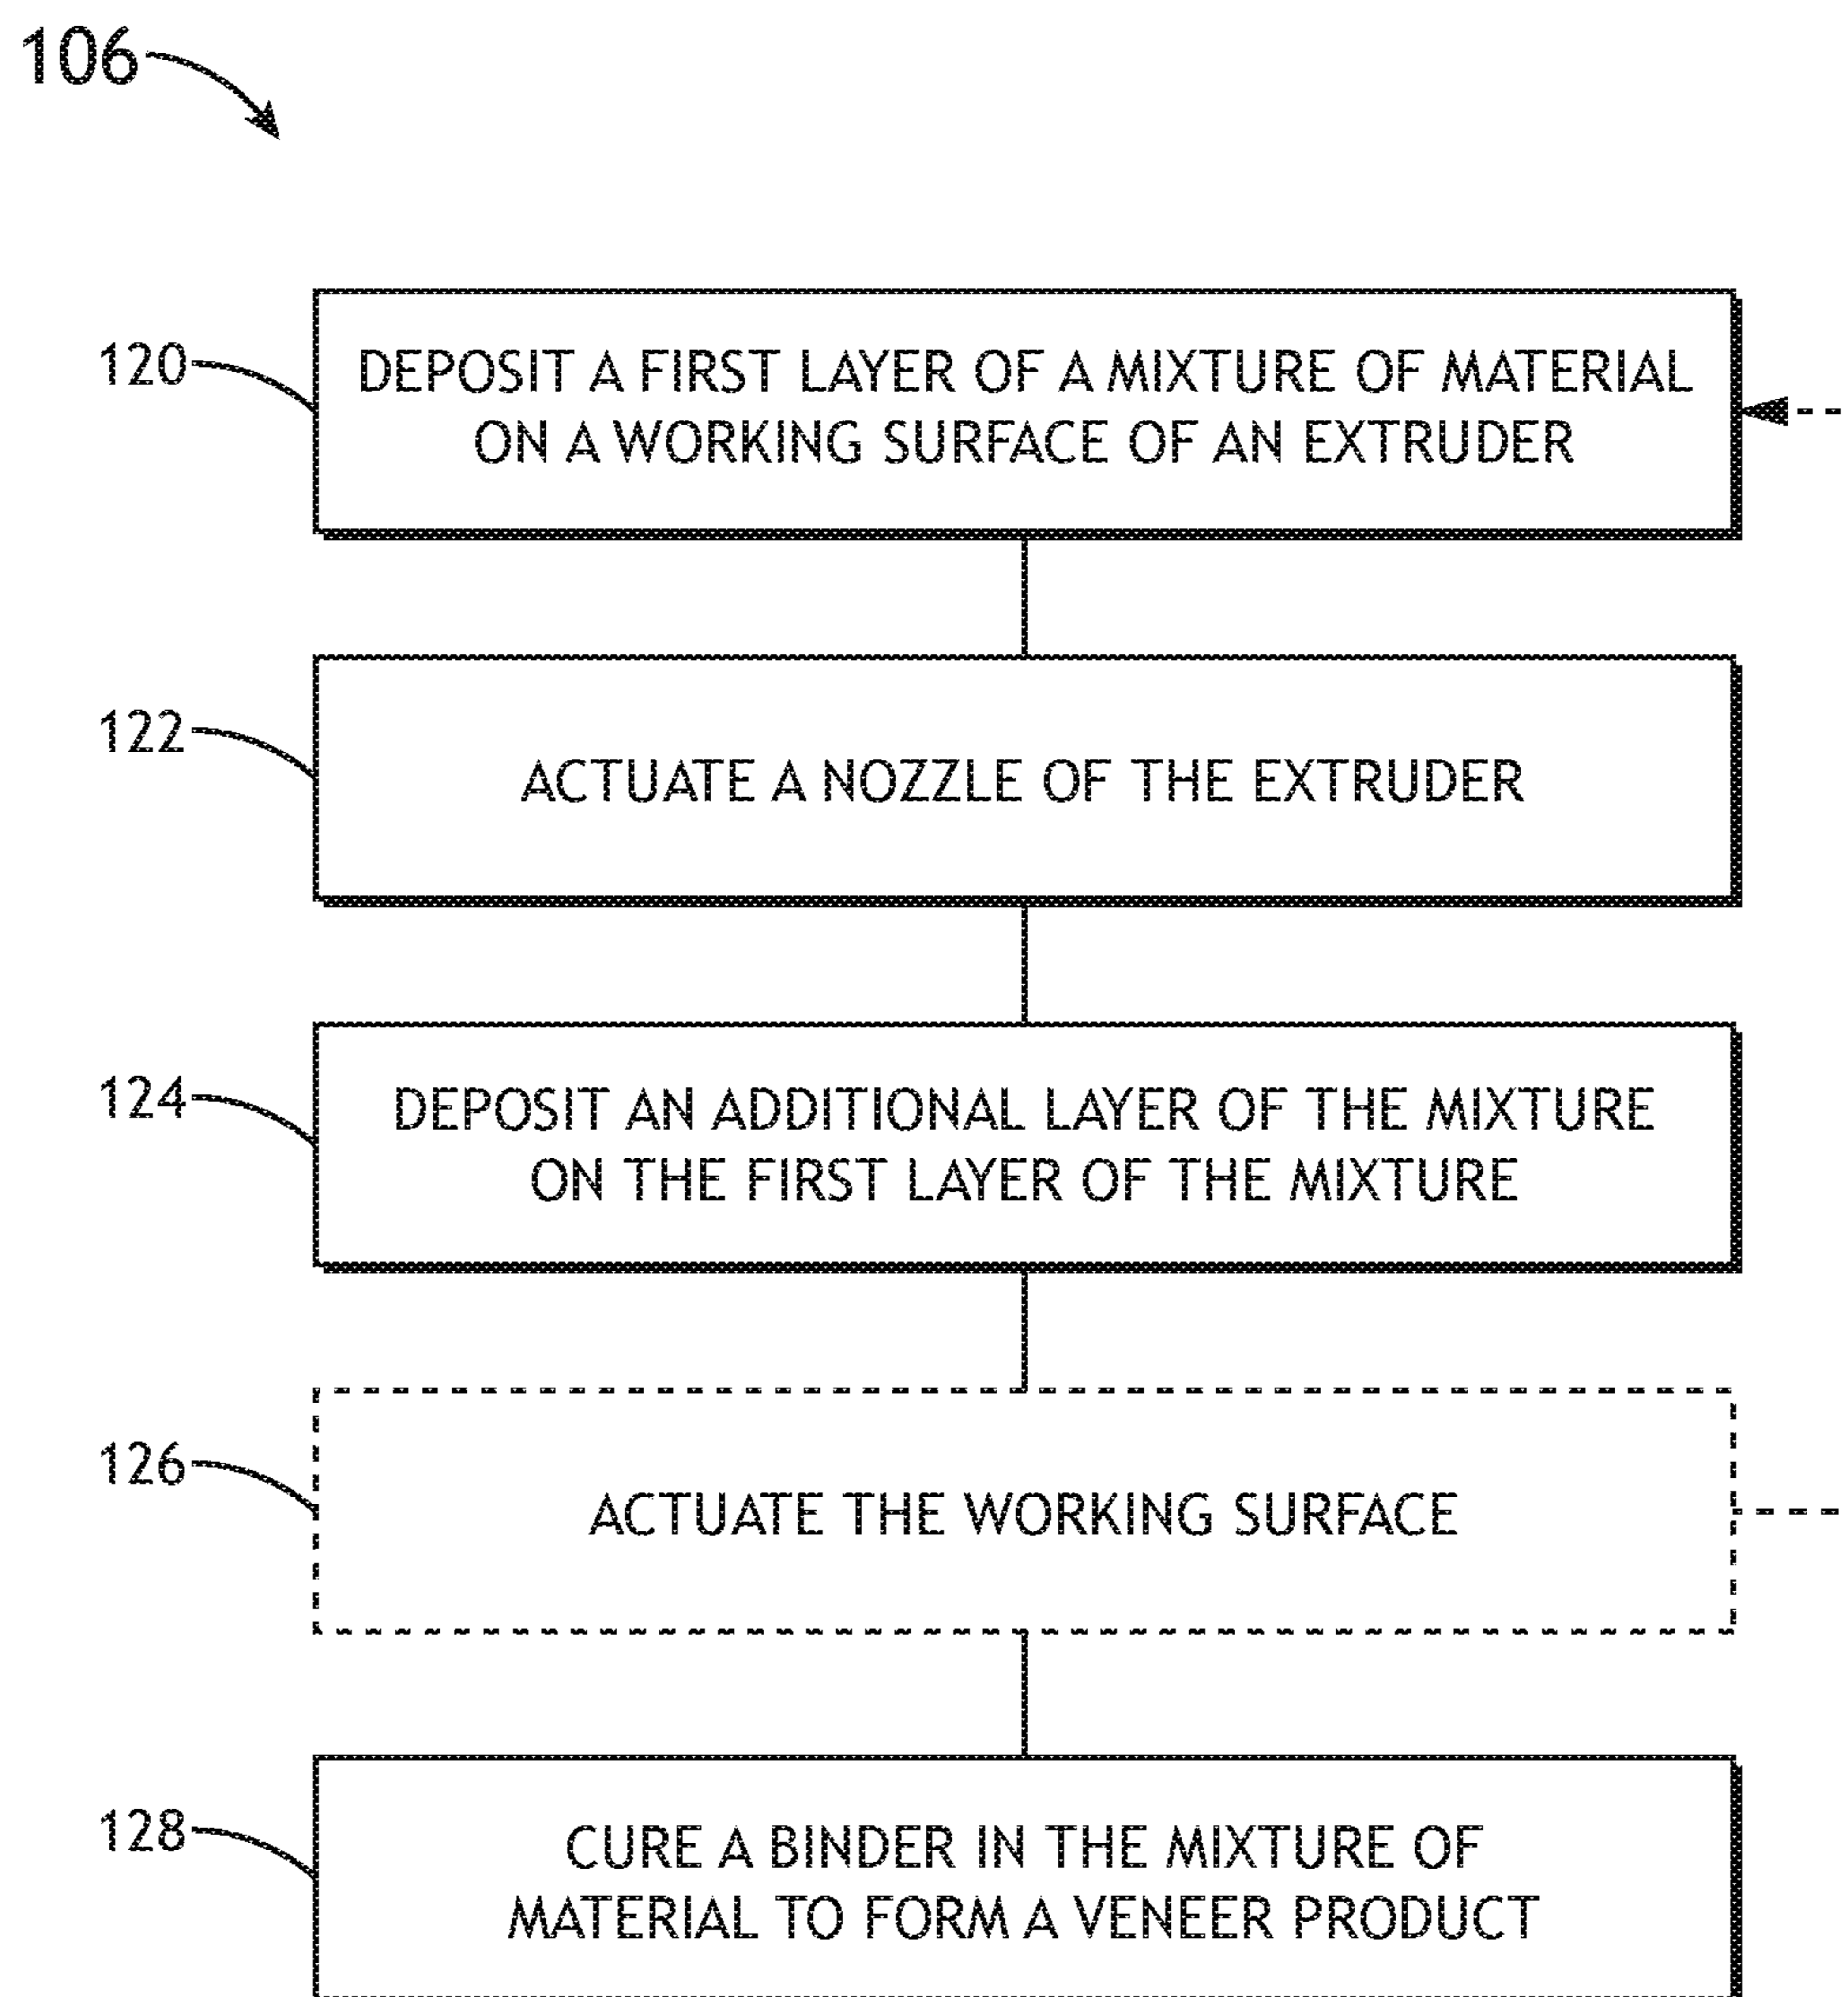 106
120
DEPOSIT A FIRST LAYER OF A MIXTURE OF MATERIAL
ON A WORKING SURFACE OF AN EXTRUDER
122
ACTUATE A NOZZLE OF THE EXTRUDER
124
DEPOSIT AN ADDITIONAL LAYER OF THE MIXTURE
ON THE FIRST LAYER OF THE MIXTURE
126
ACTUATE THE WORKING SURFACE
128
CURE A BINDER IN THE MIXTURE OF
MATERIAL TO FORM A VENEER PRODUCT